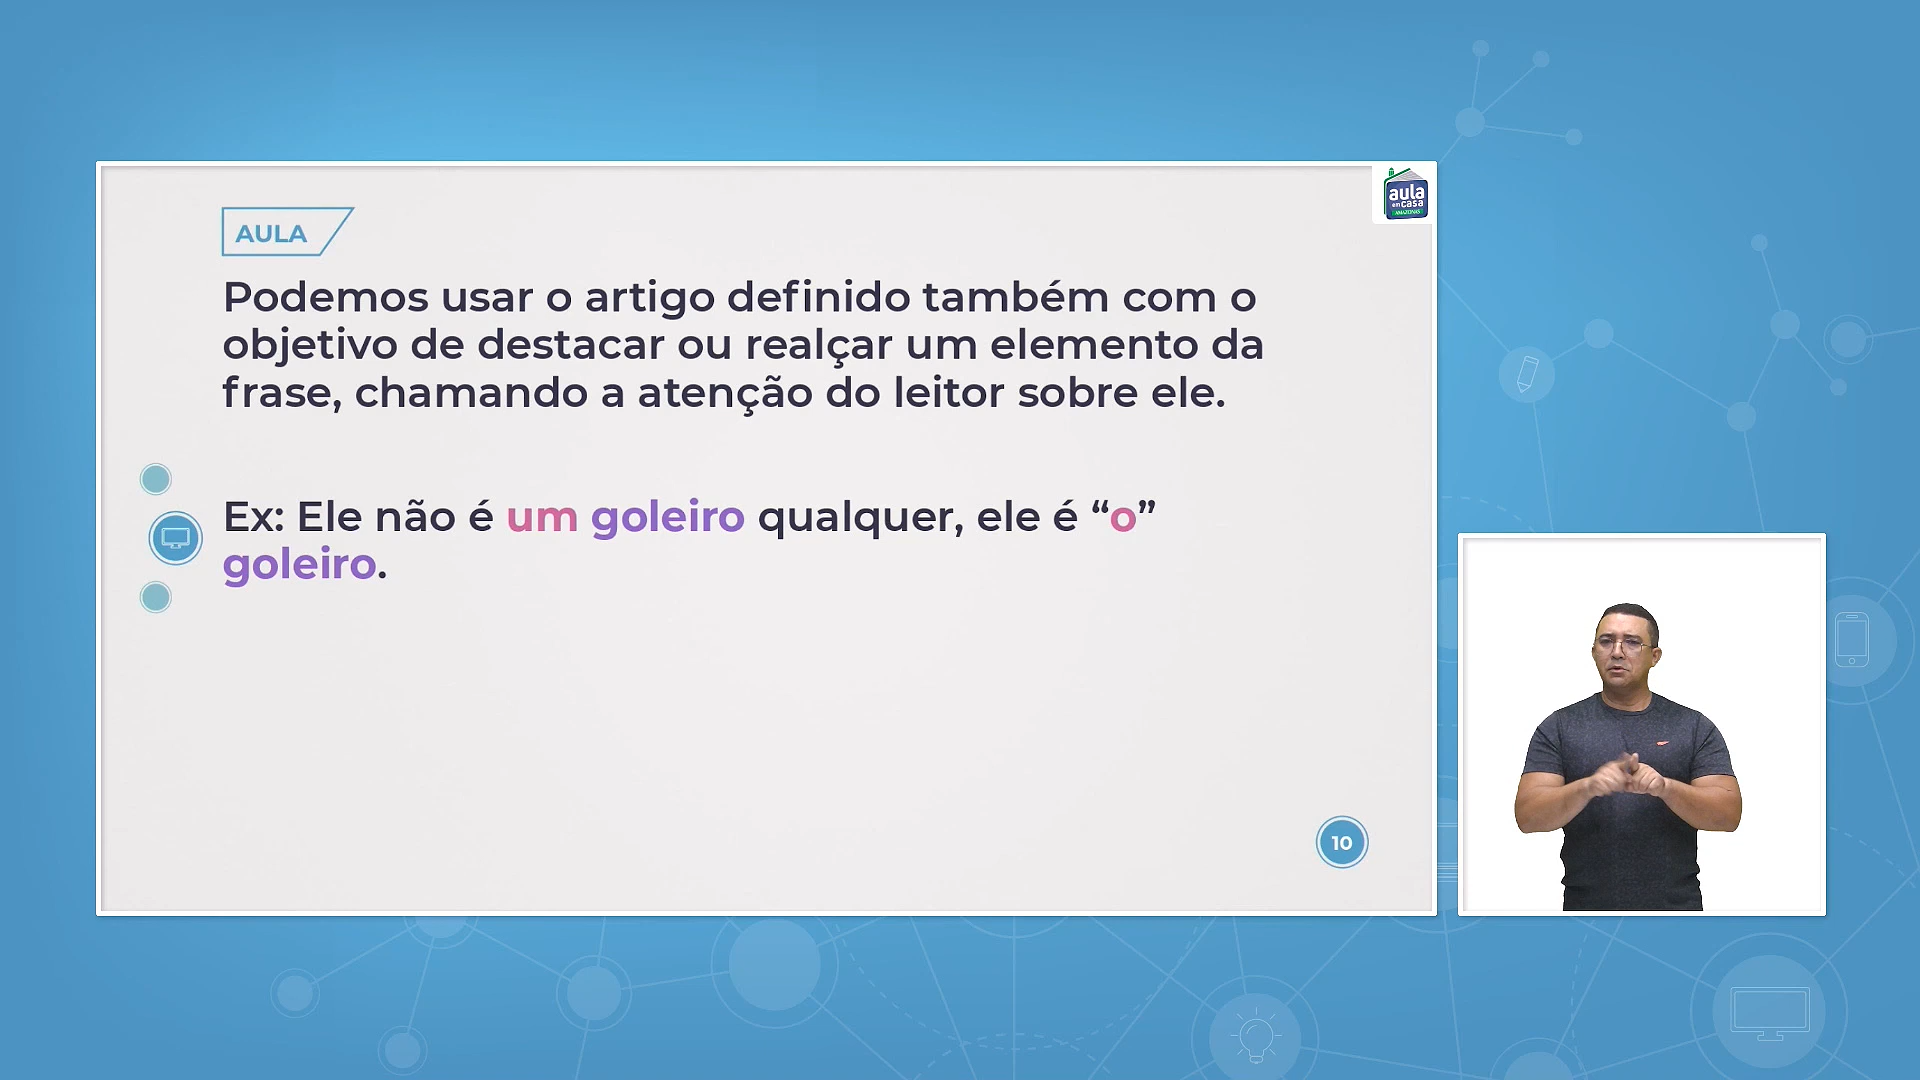 aula
em casa
AMAZONAS
AULA
Podemos usar o artigo definido também com o
objetivo de destacar ou realçar um elemento da
frase, chamando a atenção do leitor sobre ele.
Ex: Ele não é um goleiro qualquer, ele é “o”
goleiro.
10